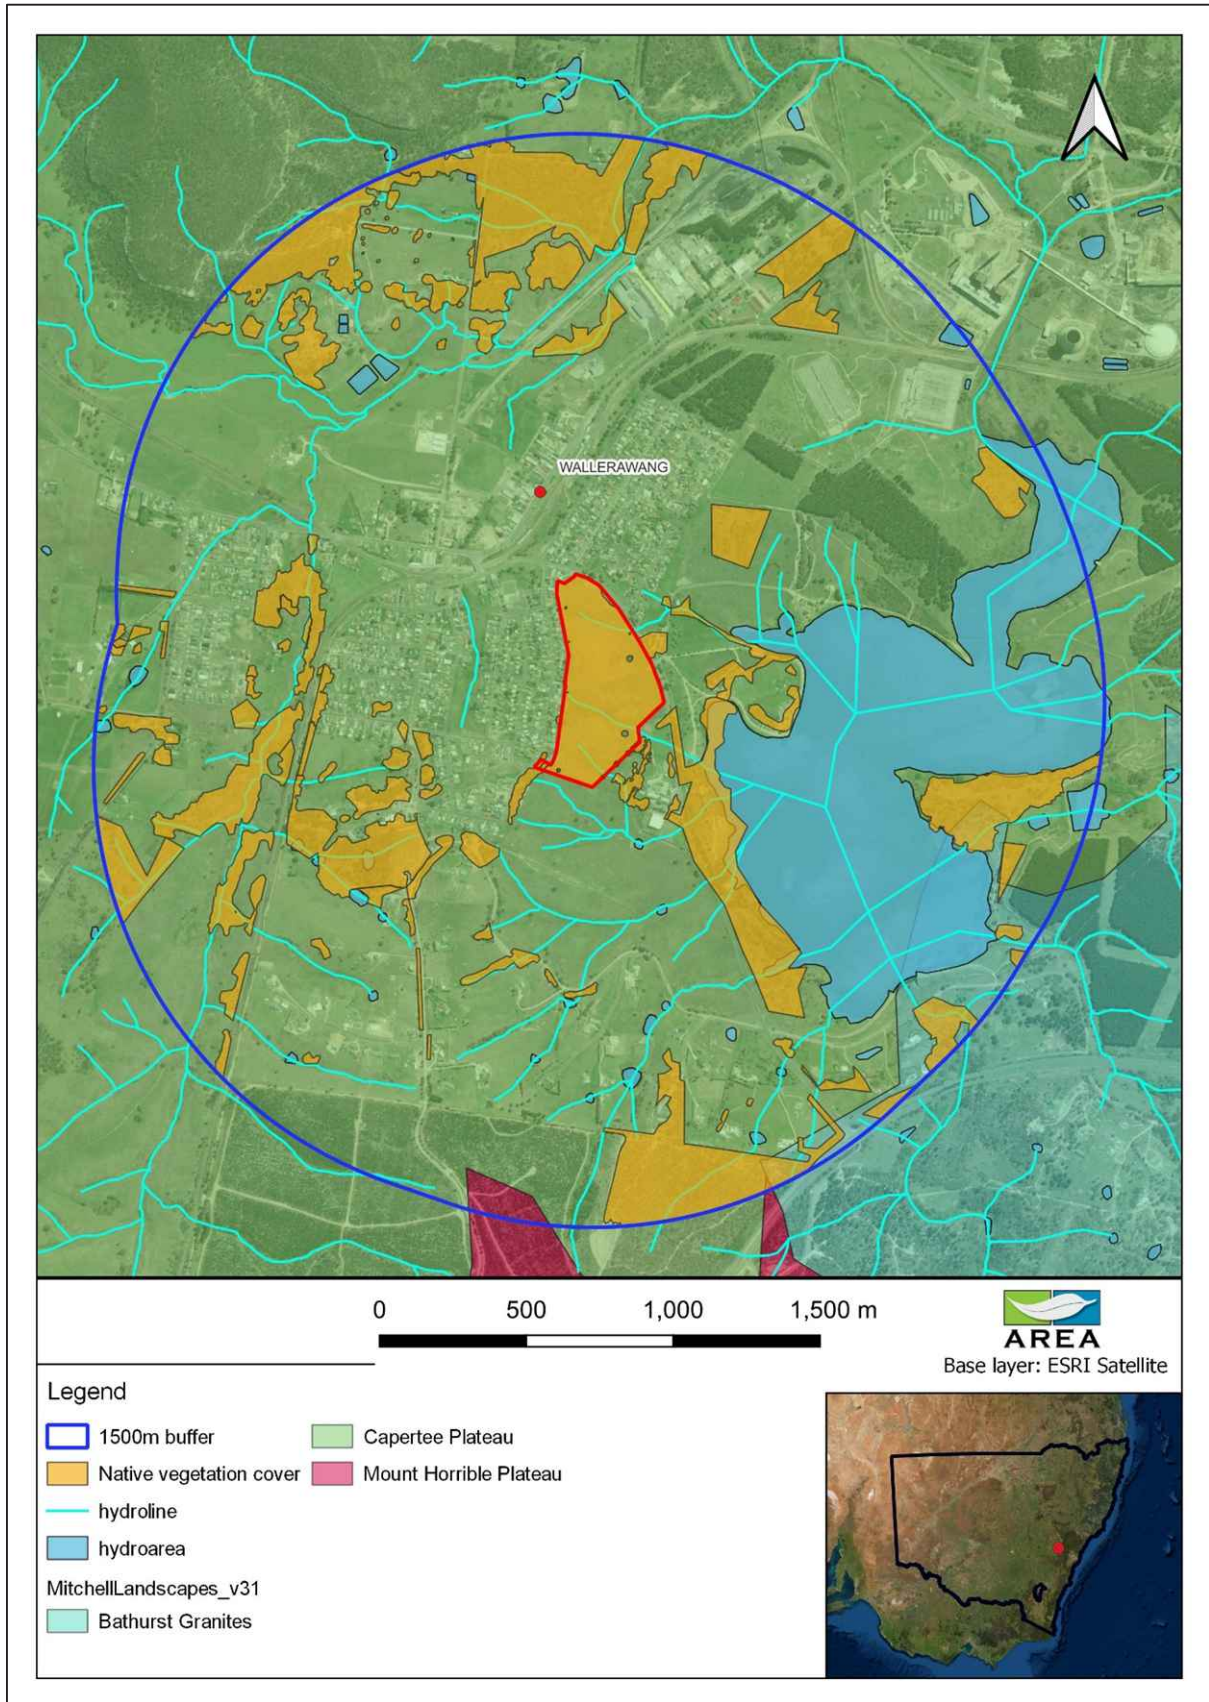 WALLERAWANG
0 500 1,000 1,500 m
AREA
Base layer: ESRI Satellite
Legend
1500m buffer
Native vegetation cover
hydroline
hydroarea
MitchellLandscapes_v31
Bathurst Granites
Capertee Plateau
Mount Horrible Plateau